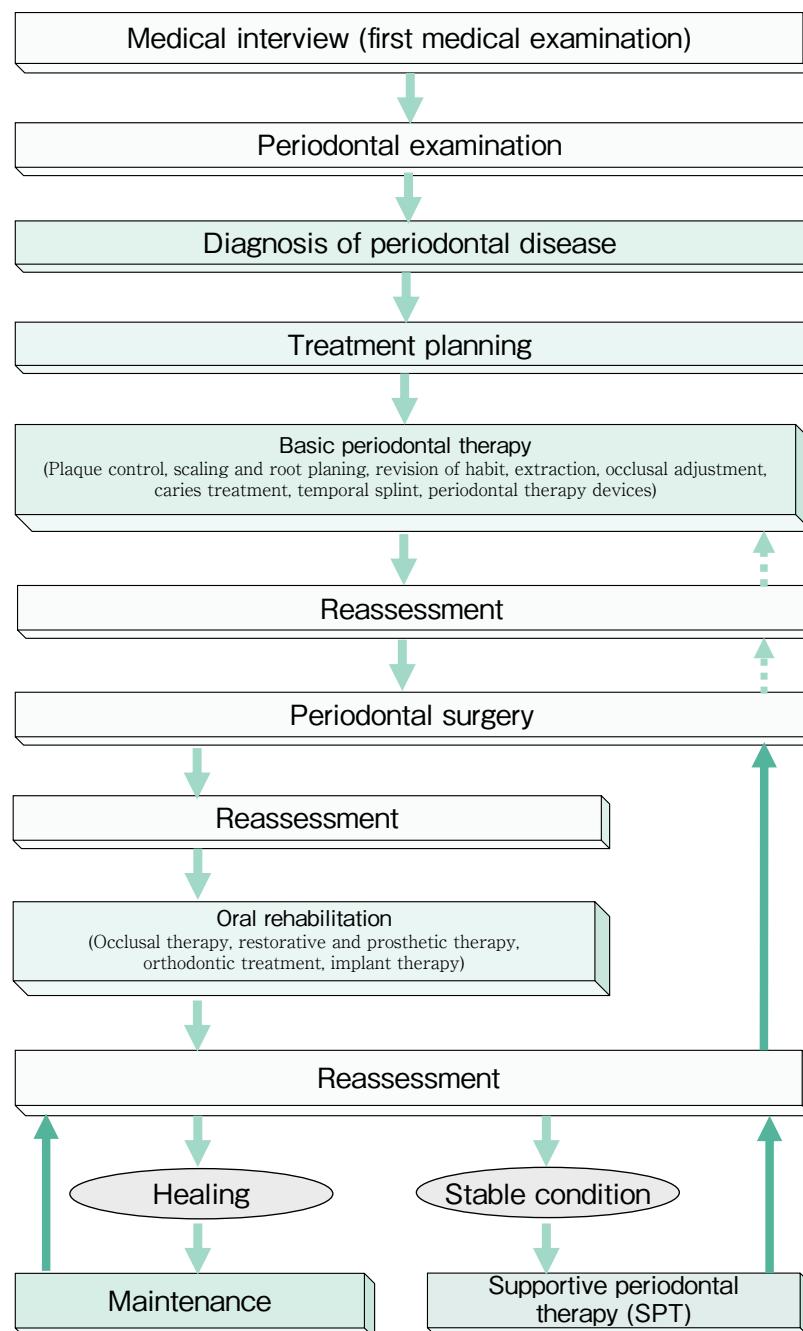 Medical interview (first medical examination)
Periodontal examination
Diagnosis of periodontal disease
Treatment planning
Basic periodontal therapy
(Plaque control, scaling and root planing, revision of habit, extraction, occlusal adjustment,
caries treatment, temporal splint, periodontal therapy devices)
Reassessment
Periodontal surgery
Reassessment
Oral rehabilitation
(Occlusal therapy, restorative and prosthetic therapy,
orthodontic treatment, implant therapy)
Reassessment
Healing
Stable condition
Maintenance
Supportive periodontal
therapy (SPT)